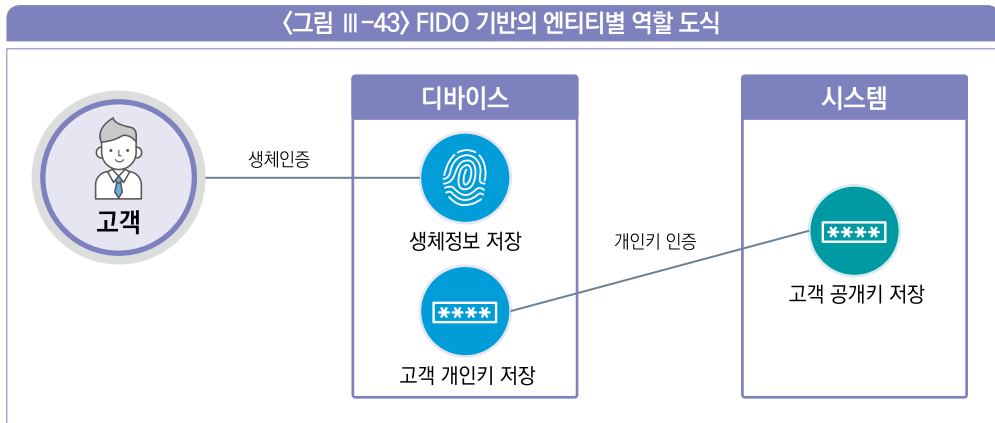 〈그림 Ⅲ-43〉 FIDO 기반의 엔티티별 역할 도식
디바이스
시스템
생체인증
고객
생체정보 저장
개인키 인증
****
고객 공개키 저장
****
고객 개인키 저장